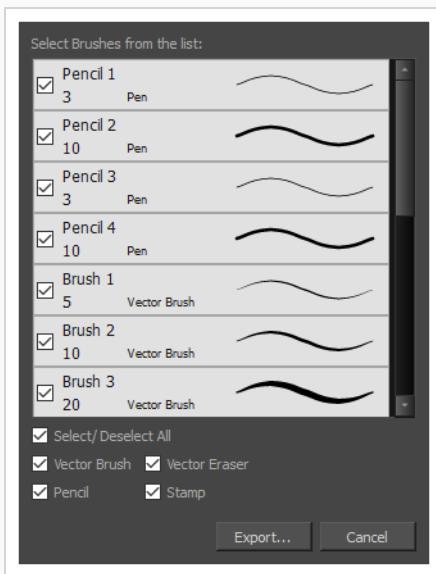 Select Brushes from the list:
Pencil 1
3 Pen
Pencil 2
10 Pen
Pencil 3
3 Pen
Pencil 4
10 Pen
Brush 1
5 Vector Brush
Brush 2
10 Vector Brush
Brush 3
20 Vector Brush
Select/ Deselect All
Vector Brush Vector Eraser
Pencil Stamp
Export... Cancel